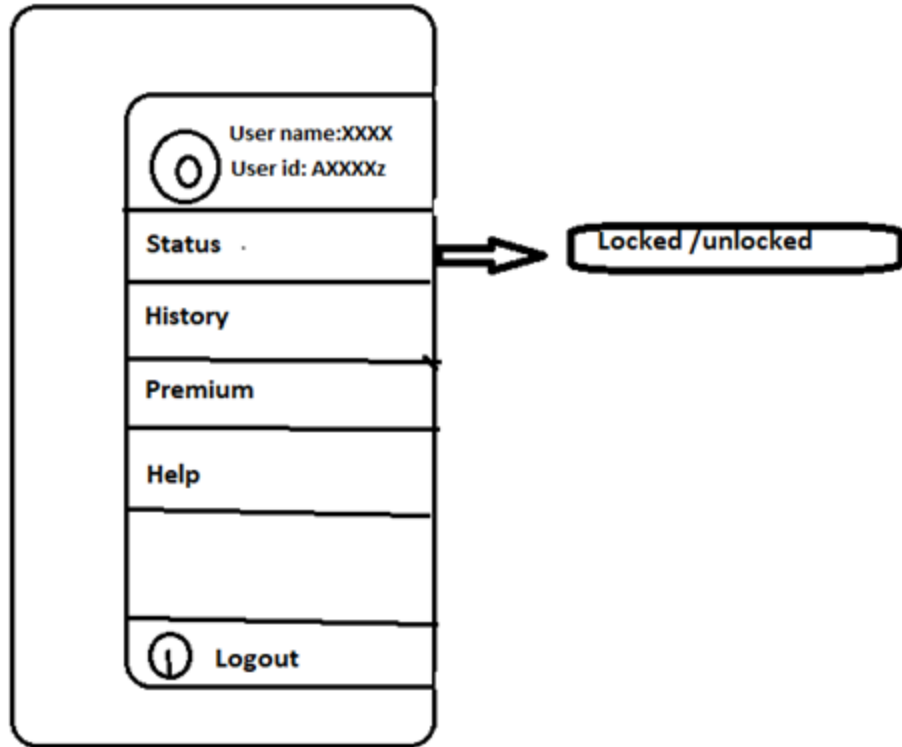 User name:XXXX
User id: AXXXXz
Status
Locked /unlocked
History
Premium
Help
Logout